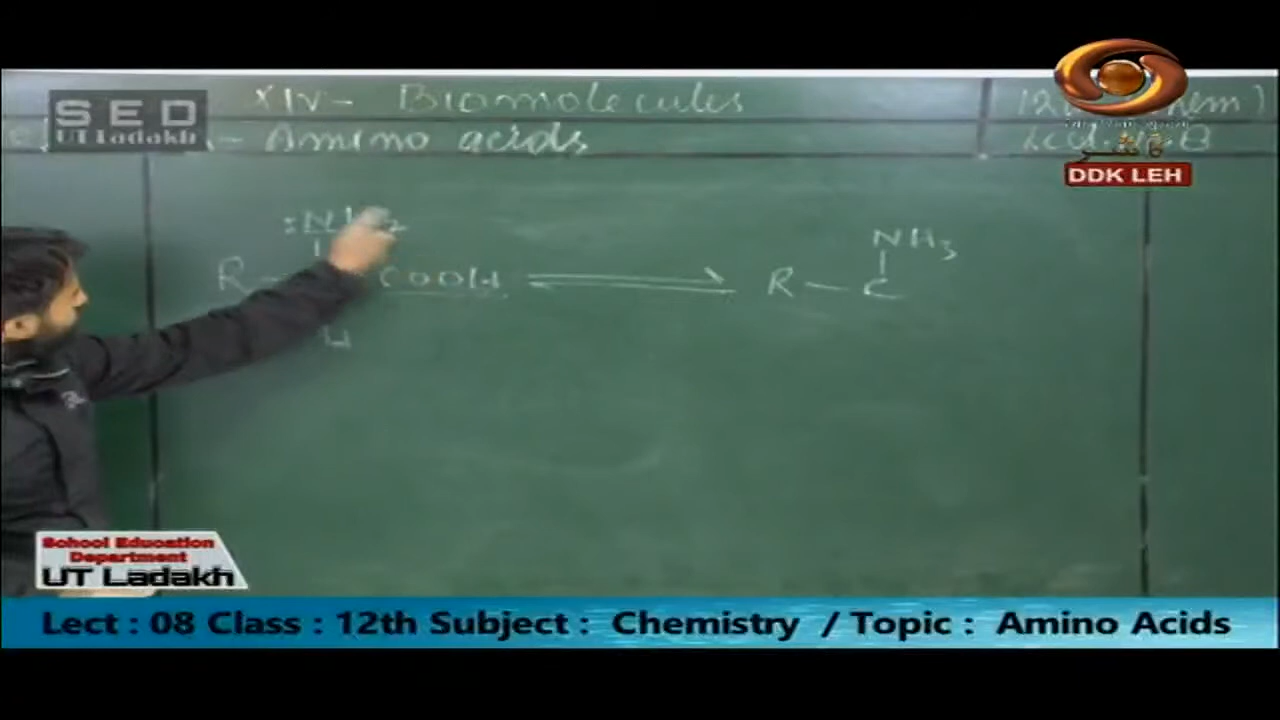 XIV - Biomolecules
- Amino acids
SED
UT Ladakh
DDK LEH
:NH2
R - COOH ⇌ R - C
NH3
H
School Education
Department
UT Ladakh
Lect : 08 Class : 12th Subject : Chemistry / Topic : Amino Acids